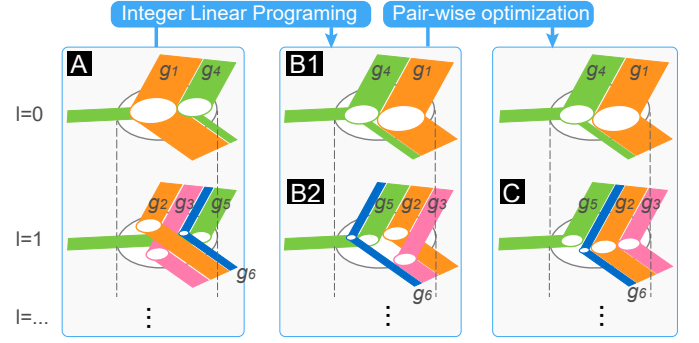 Integer Linear Programing Pair-wise optimization
A B1
g1 g4 g4 g1 g4 g1
l=0
B2 C
g2 g3 g5 g5 g2 g3 g5 g2 g3
l=1
g6 g6 g6
l=... ⋮ ⋮ ⋮